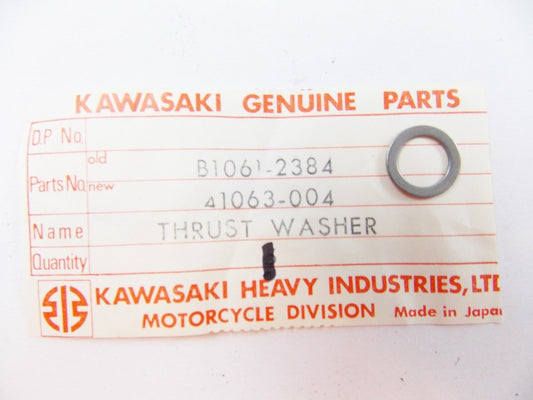 KAWASAKI GENUINE PARTS
D.P No.
Parts No. old B1061-2384
new 41063-004
Name THRUST WASHER
Quantity 1
KAWASAKI HEAVY INDUSTRIES, LTD
MOTORCYCLE DIVISION Made in Japan